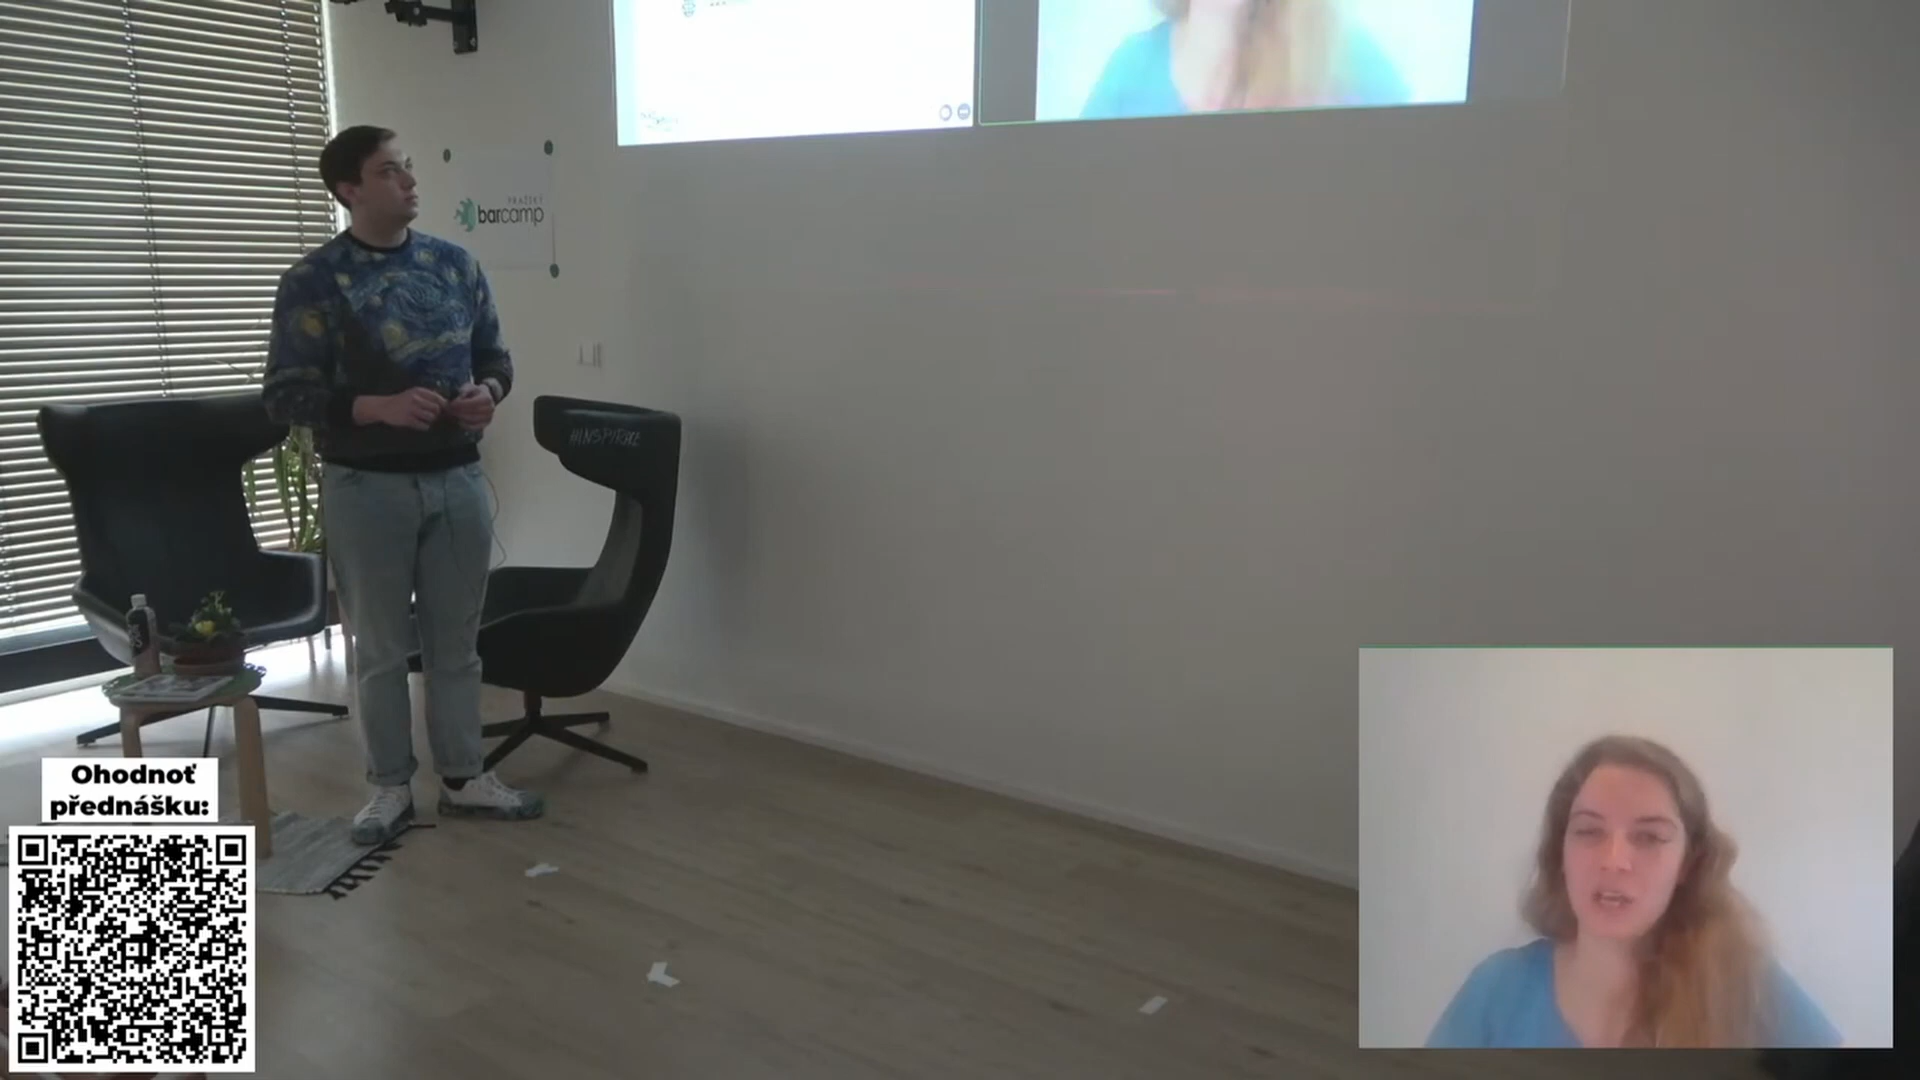 PRAŽSKÝ
barcamp
#INSPIRACE
Ohodnoť
přednášku: